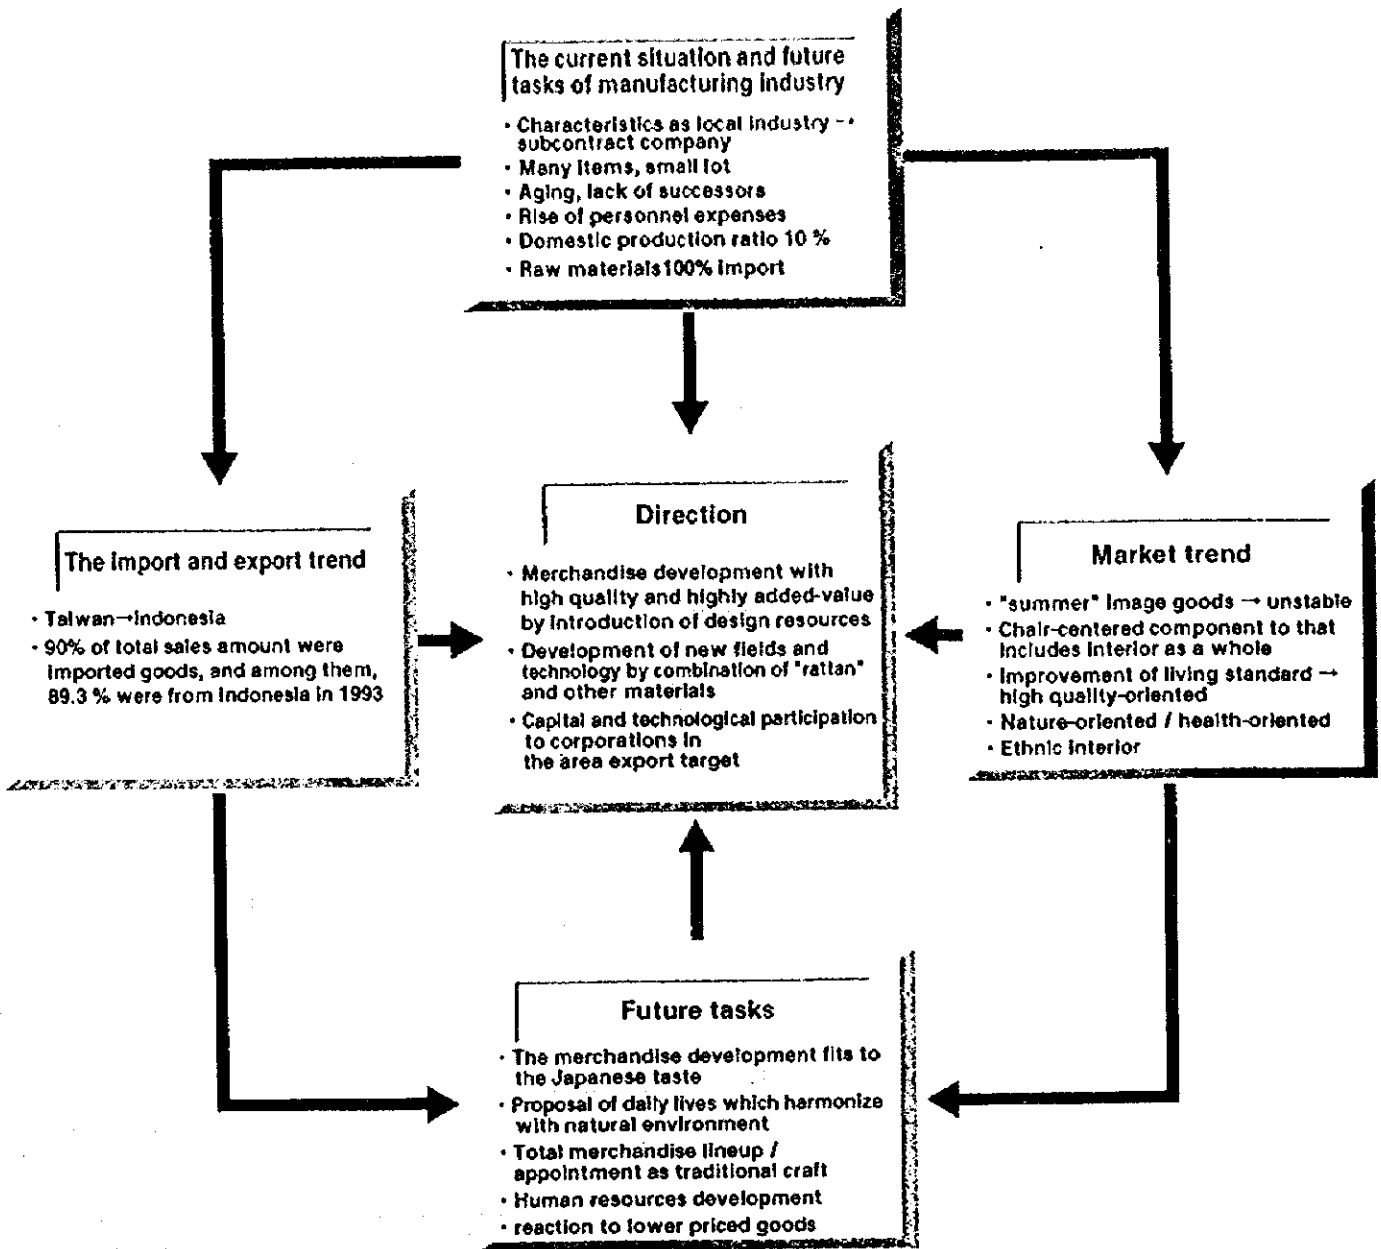 The current situation and future
tasks of manufacturing industry
· Characteristics as local industry →
subcontract company
· Many items, small lot
· Aging, lack of successors
· Rise of personnel expenses
· Domestic production ratio 10 %
· Raw materials100% import
The import and export trend
· Taiwan→Indonesia
· 90% of total sales amount were
imported goods, and among them,
89.3 % were from Indonesia in 1993
Direction
· Merchandise development with
high quality and highly added-value
by introduction of design resources
· Development of new fields and
technology by combination of "rattan"
and other materials
· Capital and technological participation
to corporations in
the area export target
Market trend
· "summer" image goods → unstable
· Chair-centered component to that
includes interior as a whole
· Improvement of living standard →
high quality-oriented
· Nature-oriented / health-oriented
· Ethnic interior
Future tasks
· The merchandise development fits to
the Japanese taste
· Proposal of daily lives which harmonize
with natural environment
· Total merchandise lineup /
appointment as traditional craft
· Human resources development
· reaction to lower priced goods